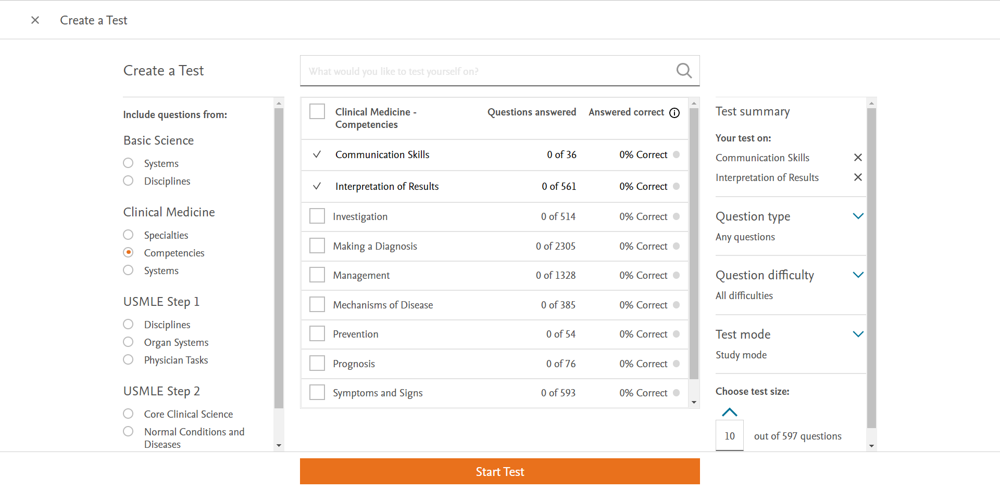 Create a Test
Create a Test
What would you like to test yourself on?
Include questions from:
Basic Science
Systems
Disciplines
Clinical Medicine
Specialties
Competencies
Systems
USMLE Step 1
Disciplines
Organ Systems
Physician Tasks
USMLE Step 2
Core Clinical Science
Normal Conditions and
Diseases
Clinical Medicine - Questions answered Answered correct
Competencies
Communication Skills 0 of 36 0% Correct
Interpretation of Results 0 of 561 0% Correct
Investigation 0 of 514 0% Correct
Making a Diagnosis 0 of 2305 0% Correct
Management 0 of 1328 0% Correct
Mechanisms of Disease 0 of 385 0% Correct
Prevention 0 of 54 0% Correct
Prognosis 0 of 76 0% Correct
Symptoms and Signs 0 of 593 0% Correct
Test summary
Your test on:
Communication Skills
Interpretation of Results
Question type
Any questions
Question difficulty
All difficulties
Test mode
Study mode
Choose test size:
10 out of 597 questions
Start Test